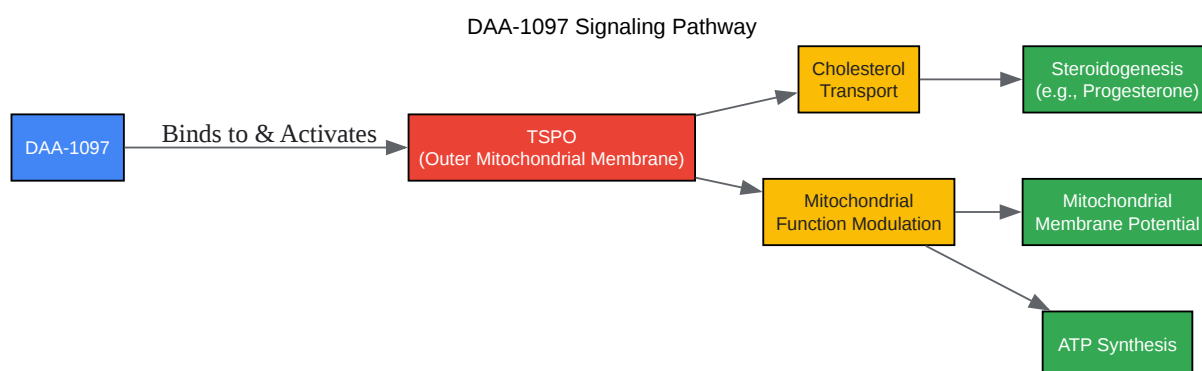 DAA-1097 Signaling Pathway
DAA-1097
Binds to & Activates
TSPO
(Outer Mitochondrial Membrane)
Cholesterol
Transport
Steroidogenesis
(e.g., Progesterone)
Mitochondrial
Function Modulation
Mitochondrial
Membrane Potential
ATP Synthesis